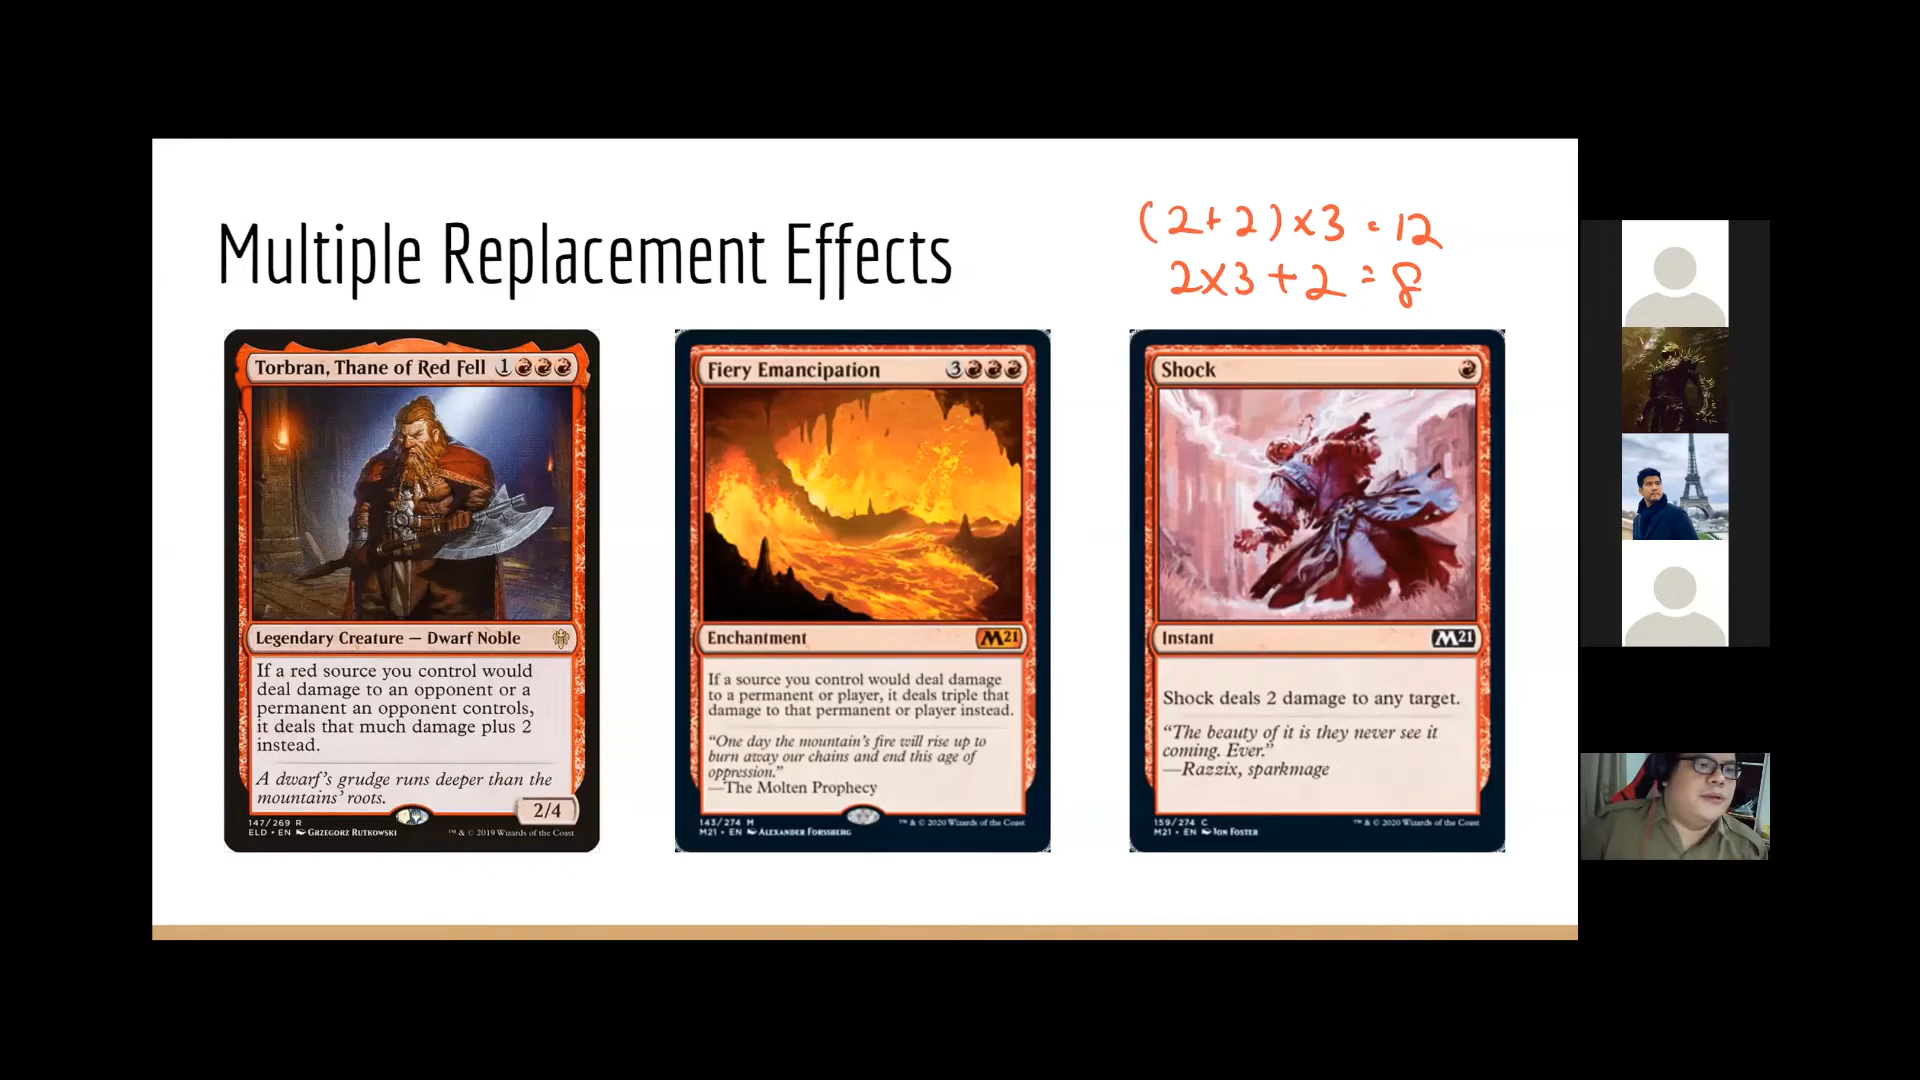 Multiple Replacement Effects
(2+2)×3=12
2×3+2=8
Torbran, Thane of Red Fell 1
Legendary Creature — Dwarf Noble
If a red source you control would
deal damage to an opponent or a
permanent an opponent controls,
it deals that much damage plus 2
instead.
A dwarf's grudge runs deeper than the
mountains' roots.
2/4
147/269 R
ELD • EN Grzegorz Rutkowski
™ & © 2019 Wizards of the Coast
Fiery Emancipation 3
Enchantment M21
If a source you control would deal damage
to a permanent or player, it deals triple that
damage to that permanent or player instead.
“One day the mountain's fire will rise up to
burn away our chains and end this age of
oppression.”
—The Molten Prophecy
143/274 M
M21 • EN Alexander Forssberg
™ & © 2020 Wizards of the Coast
Shock
Instant M21
Shock deals 2 damage to any target.
“The beauty of it is they never see it
coming. Ever.”
—Razzix, sparkmage
159/274 C
M21 • EN Jon Foster
™ & © 2020 Wizards of the Coast